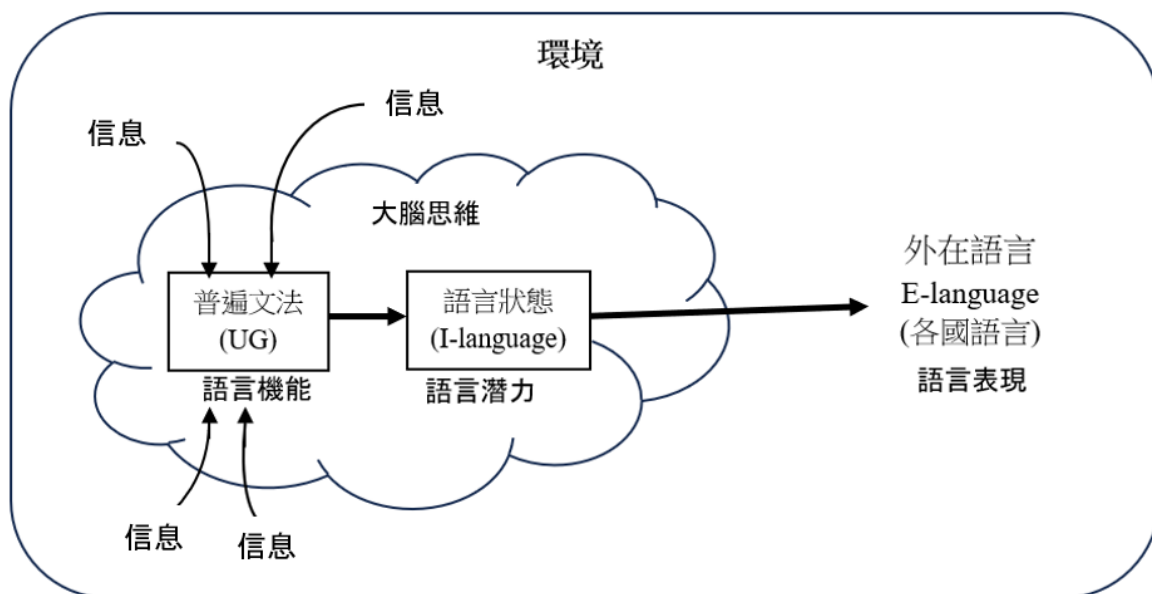 環境
信息
信息
大腦思維
普遍文法
(UG)
語言機能
語言狀態
(I-language)
語言潛力
外在語言
E-language
(各國語言)
語言表現
信息
信息